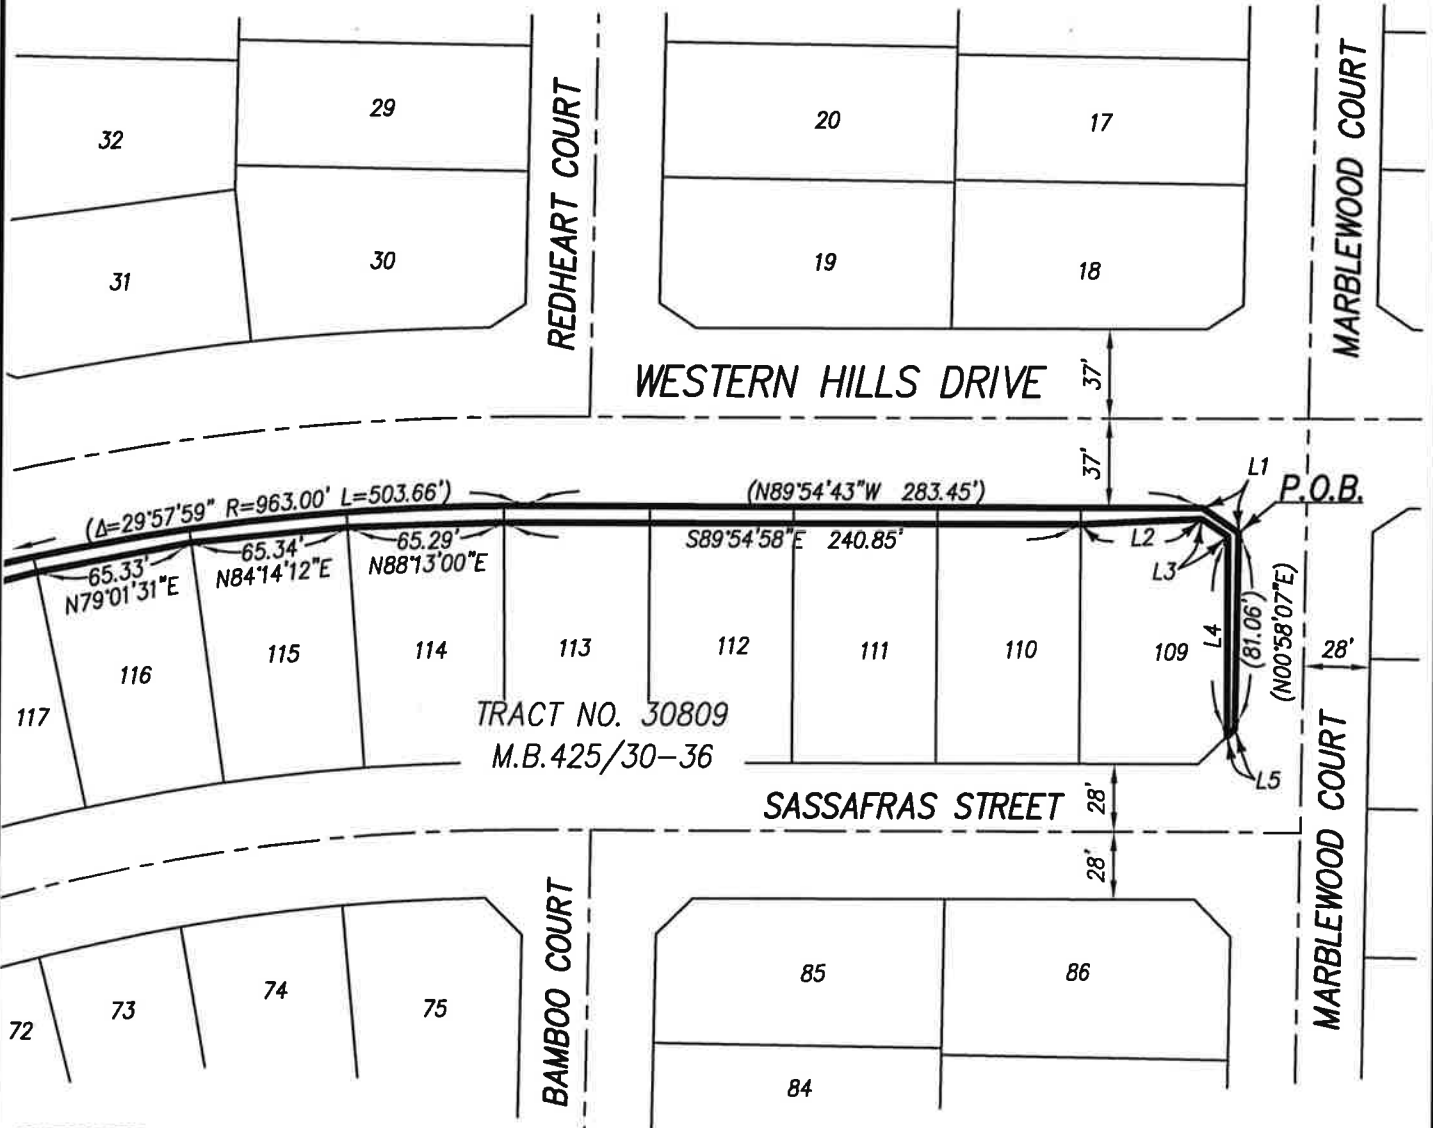 32
29
20
17
31
30
19
18
REDHEART COURT
MARBLEWOOD COURT
WESTERN HILLS DRIVE
37'
37'
(Δ=29°57'59" R=963.00' L=503.66')
(N89°54'43"W 283.45')
L1
P.O.B.
65.33'
N79°01'31"E
65.34'
N84°14'12"E
65.29'
N88°13'00"E
S89°54'58"E 240.85'
L2
L3
L4
(81.06')
(N00°58'07"E)
28'
117
116
115
114
113
112
111
110
109
TRACT NO. 30809
M.B.425/30-36
L5
SASSAFRAS STREET
28'
28'
MARBLEWOOD COURT
BAMBOO COURT
72
73
74
75
85
86
84